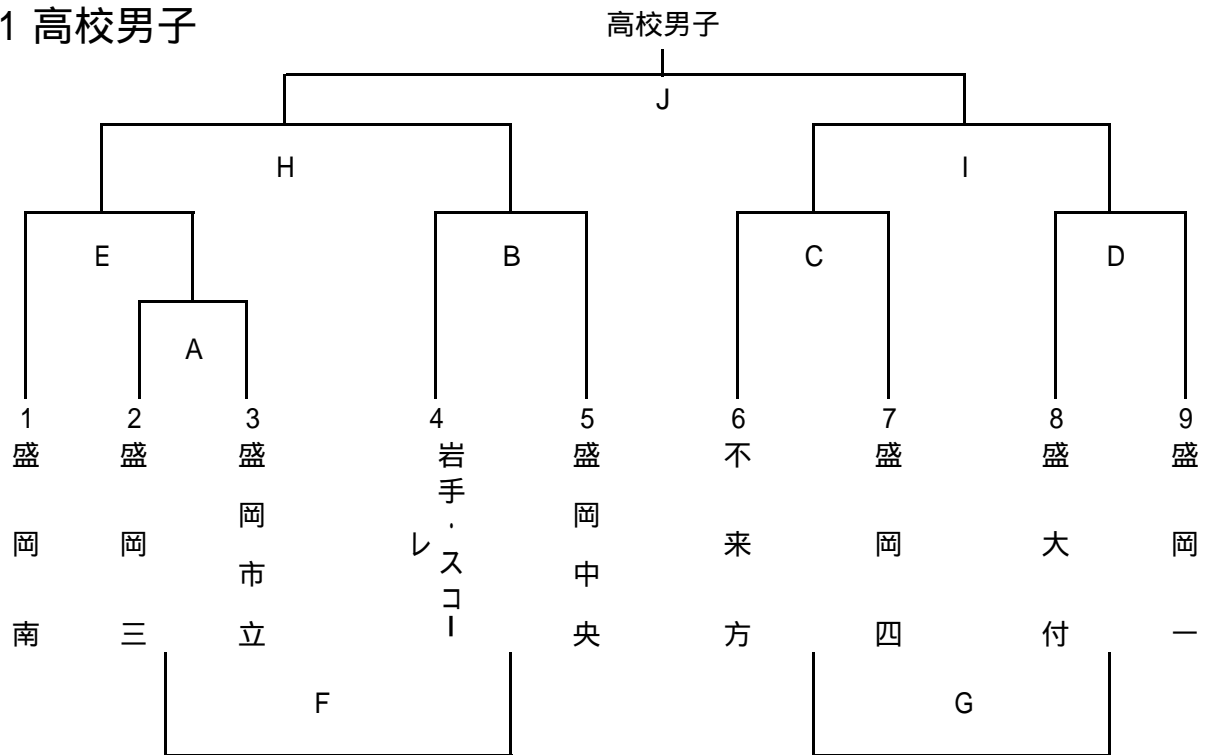 1 高校男子
高校男子
J
H
I
E
B
C
D
A
1
2
3
4
5
6
7
8
9
盛岡南
盛岡三
盛岡市立
岩手・スコー
レ
盛岡中央
不来方
盛岡四
盛大付
盛岡一
F
G